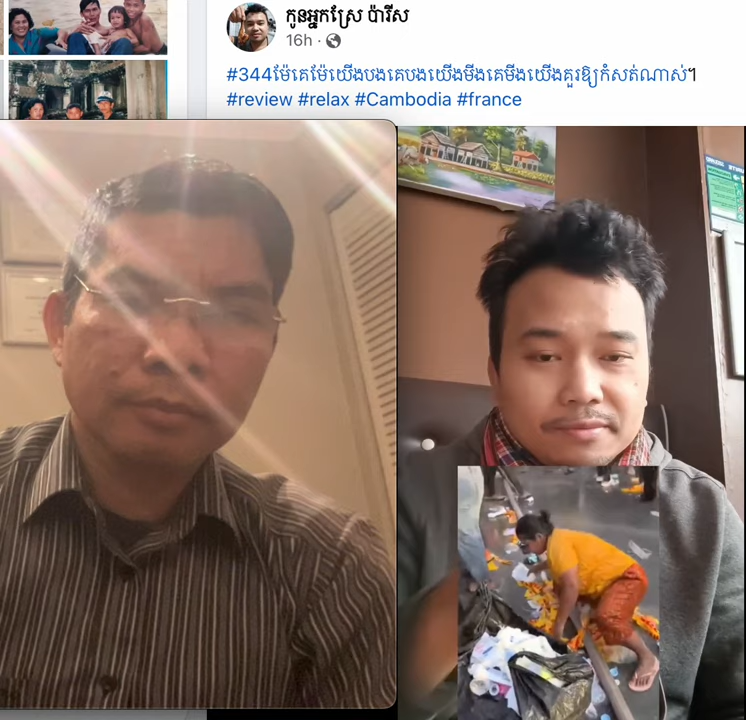 កូនអ្នកស្រែ ប៉ារីស
16h ·
#344ម៉ែគេម៉ែយើងបងគេបងយើងមីងគេមីងយើងគួរឱ្យកំសត់ណាស់។
#review #relax #Cambodia #france